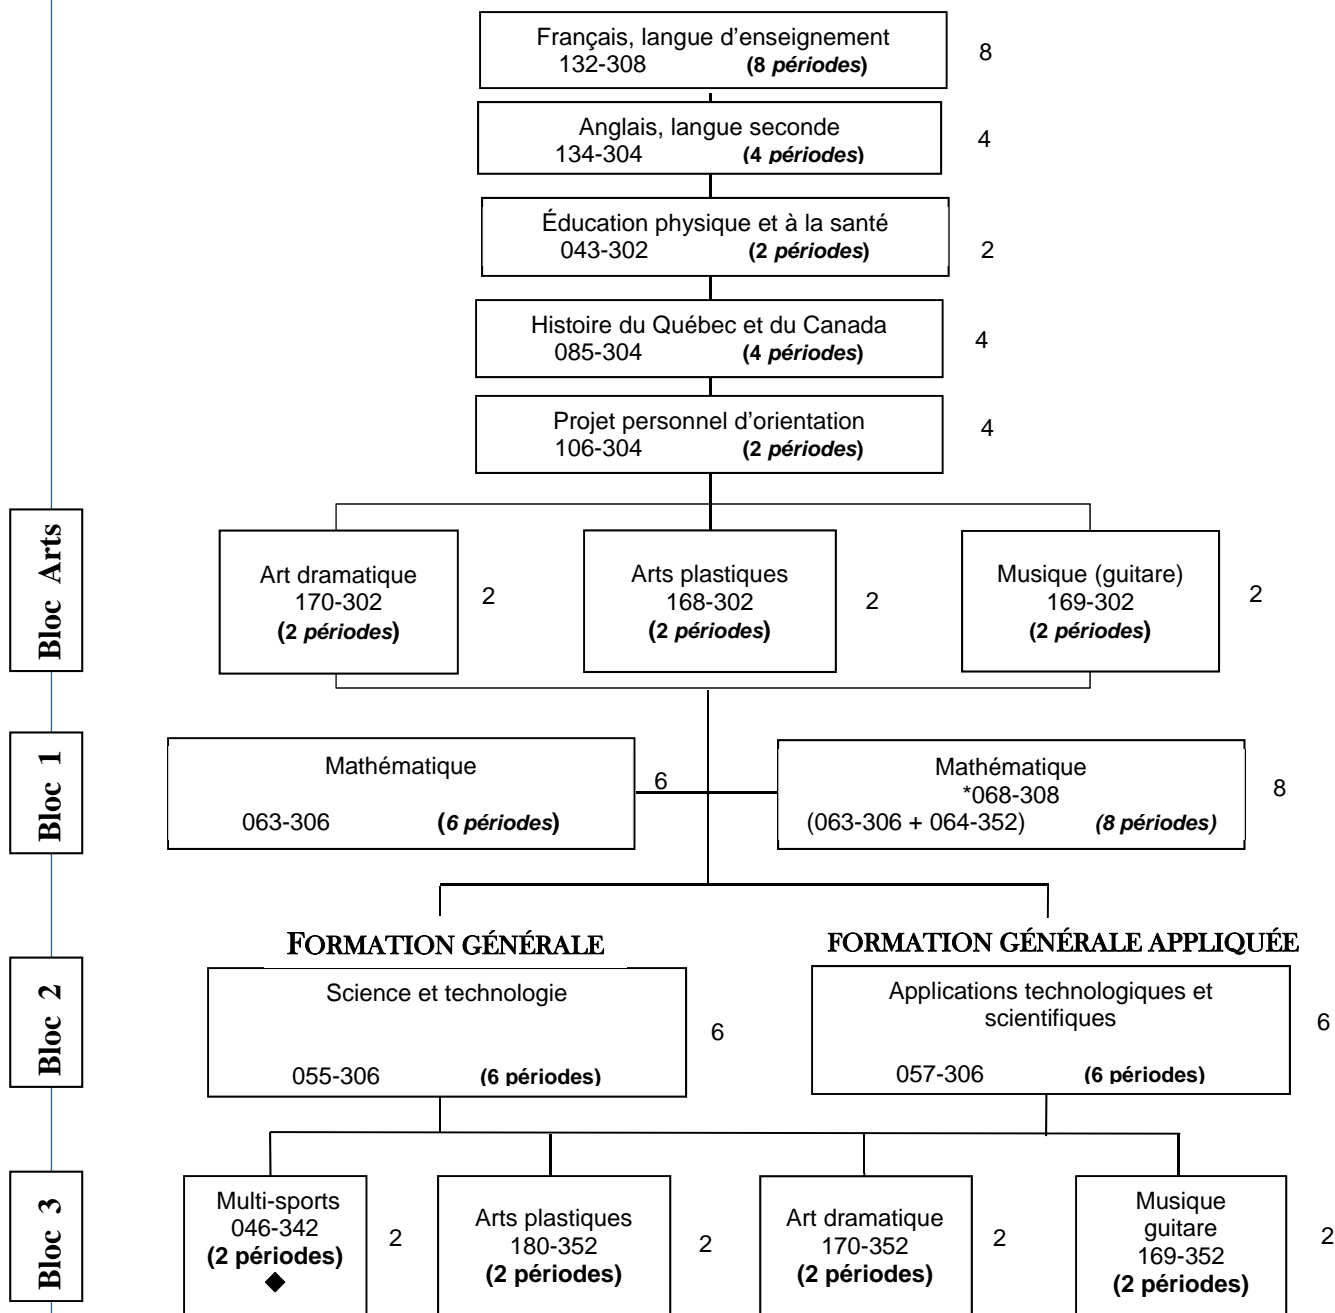 Français, langue d'enseignement
132-308 (8 périodes)
8
Anglais, langue seconde
134-304 (4 périodes)
4
Éducation physique et à la santé
043-302 (2 périodes)
2
Histoire du Québec et du Canada
085-304 (4 périodes)
4
Projet personnel d'orientation
106-304 (2 périodes)
4
Bloc Arts
Art dramatique
170-302
(2 périodes)
2
Arts plastiques
168-302
(2 périodes)
2
Musique (guitare)
169-302
(2 périodes)
2
Bloc 1
Mathématique
063-306 (6 périodes)
6
Mathématique
*068-308
(063-306 + 064-352) (8 périodes)
8
FORMATION GÉNÉRALE
FORMATION GÉNÉRALE APPLIQUÉE
Bloc 2
Science et technologie
055-306 (6 périodes)
6
Applications technologiques et
scientifiques
057-306 (6 périodes)
6
Bloc 3
Multi-sports
046-342
(2 périodes)
◆
2
Arts plastiques
180-352
(2 périodes)
2
Art dramatique
170-352
(2 périodes)
2
Musique
guitare
169-352
(2 périodes)
2